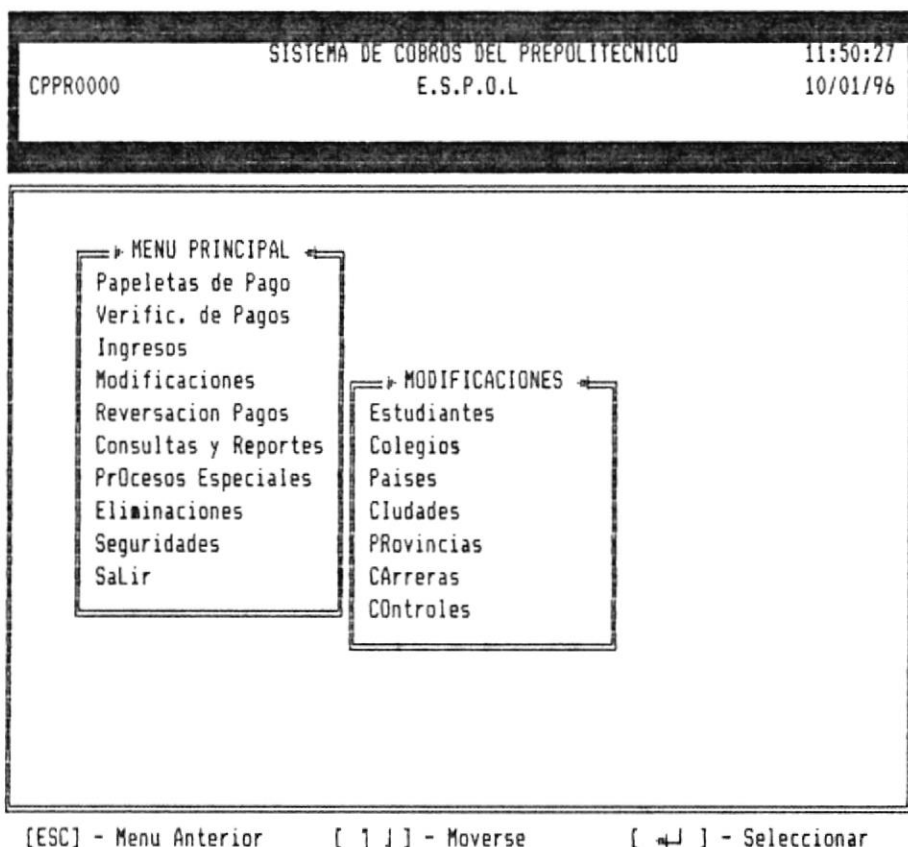 SISTEMA DE COBROS DEL PREPOLITECNICO 11:50:27
CPPR0000 E.S.P.O.L 10/01/96
MENU PRINCIPAL
Papeletas de Pago
Verific. de Pagos
Ingresos
Modificaciones
Reversacion Pagos
Consultas y Reportes
PrOcesos Especiales
Eliminaciones
Seguridades
SaLir
MODIFICACIONES
Estudiantes
Colegios
Paises
CIudades
PRovincias
CArreras
COntroles
[ESC] - Menu Anterior [ ↑ ↓ ] - Moverse [ ↵ ] - Seleccionar